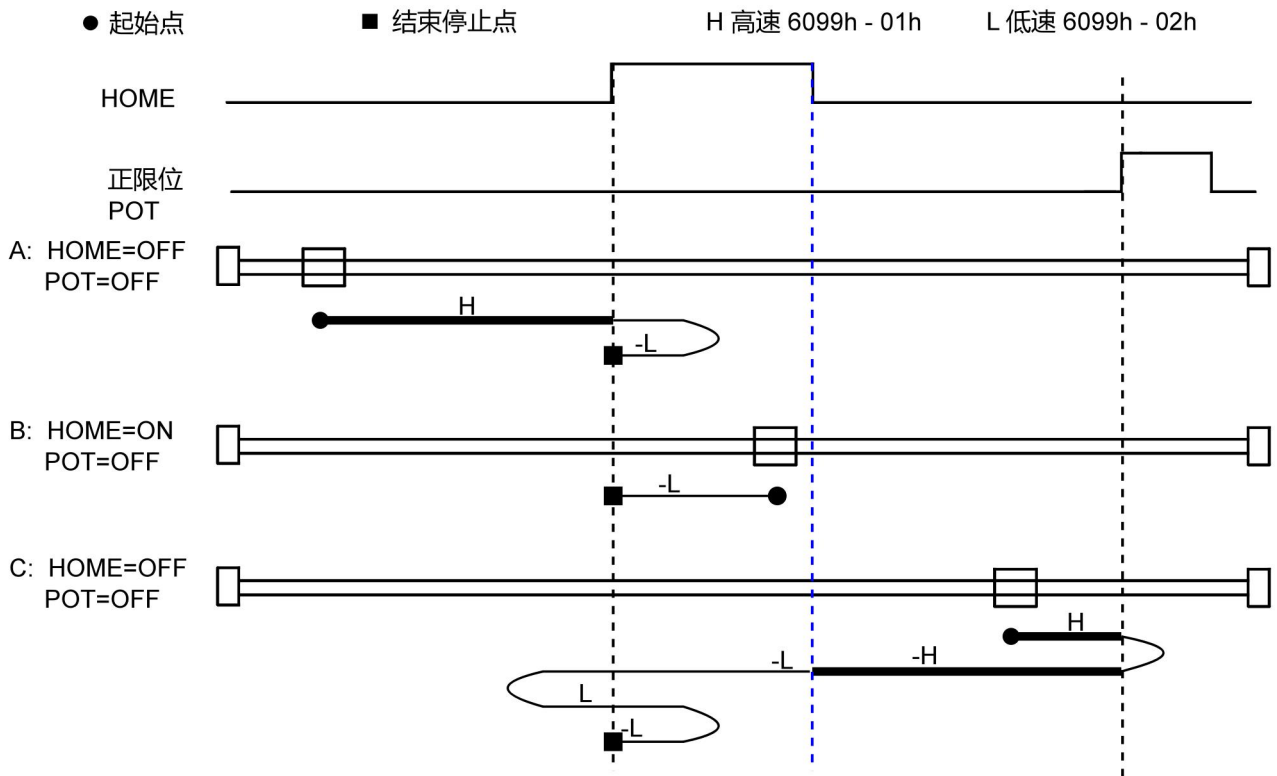 ● 起始点 ■ 结束停止点 H 高速 6099h - 01h L 低速 6099h - 02h
HOME
正限位
POT
A: HOME=OFF
POT=OFF
H
-L
B: HOME=ON
POT=OFF
-L
C: HOME=OFF
POT=OFF
H
-L -H
L
-L